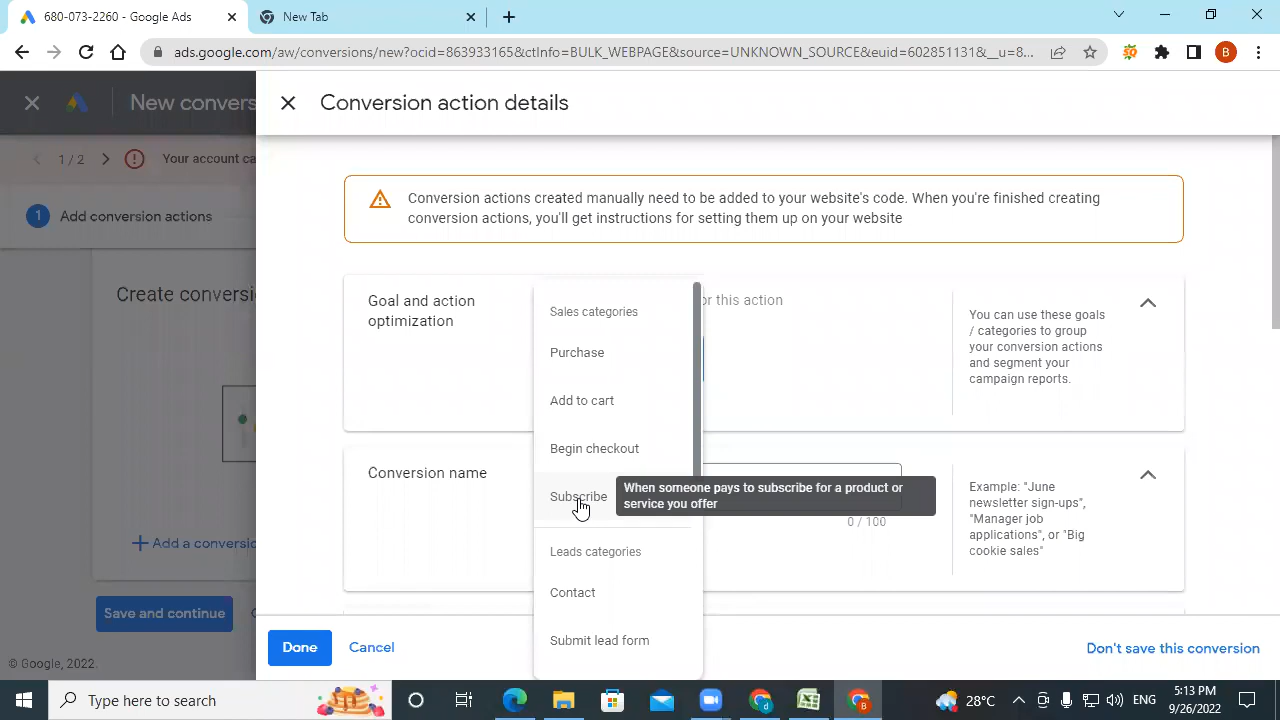 680-073-2260 - Google Ads
New Tab
ads.google.com/aw/conversions/new?ocid=863933165&ctInfo=BULK_WEBPAGE&source=UNKNOWN_SOURCE&euid=602851131&__u=8...
B
New convers
Conversion action details
1 / 2
Your account ca
1
Add conversion actions
Conversion actions created manually need to be added to your website's code. When you're finished creating
conversion actions, you'll get instructions for setting them up on your website
Create conversi
Goal and action
optimization
or this action
Sales categories
Purchase
Add to cart
Begin checkout
Subscribe
When someone pays to subscribe for a product or
service you offer
Leads categories
Contact
Submit lead form
You can use these goals
/ categories to group
your conversion actions
and segment your
campaign reports.
Conversion name
0 / 100
Example: "June
newsletter sign-ups",
"Manager job
applications", or "Big
cookie sales"
Add a conversio
Save and continue
Done
Cancel
Don't save this conversion
© Google, 2022.
Type here to search
28°C
ENG
5:13 PM
9/26/2022